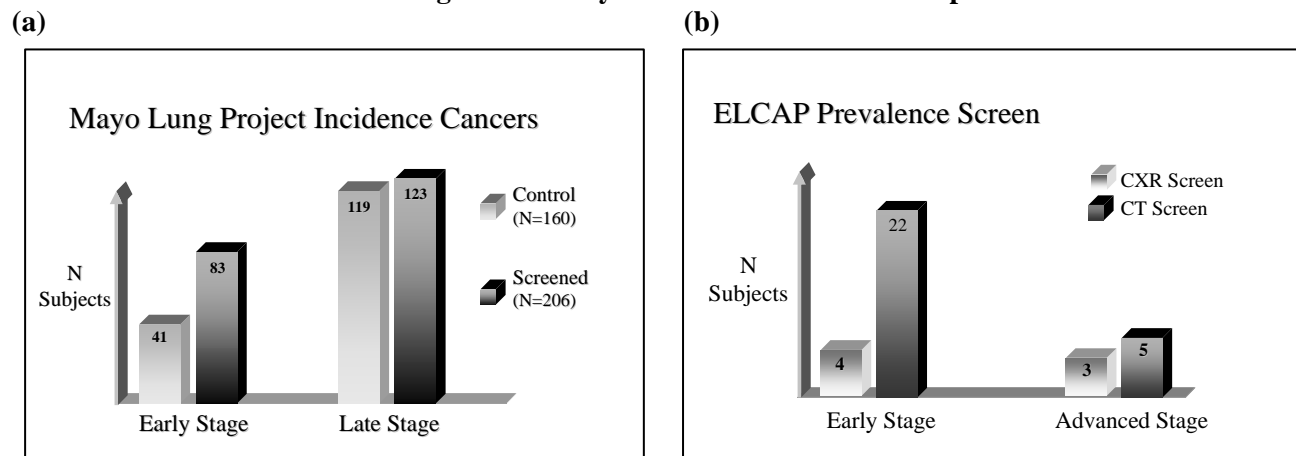 (a)
Mayo Lung Project Incidence Cancers
N
Subjects
41
83
119
123
Control
(N=160)
Screened
(N=206)
Early Stage
Late Stage
(b)
ELCAP Prevalence Screen
N
Subjects
4
22
3
5
CXR Screen
CT Screen
Early Stage
Advanced Stage